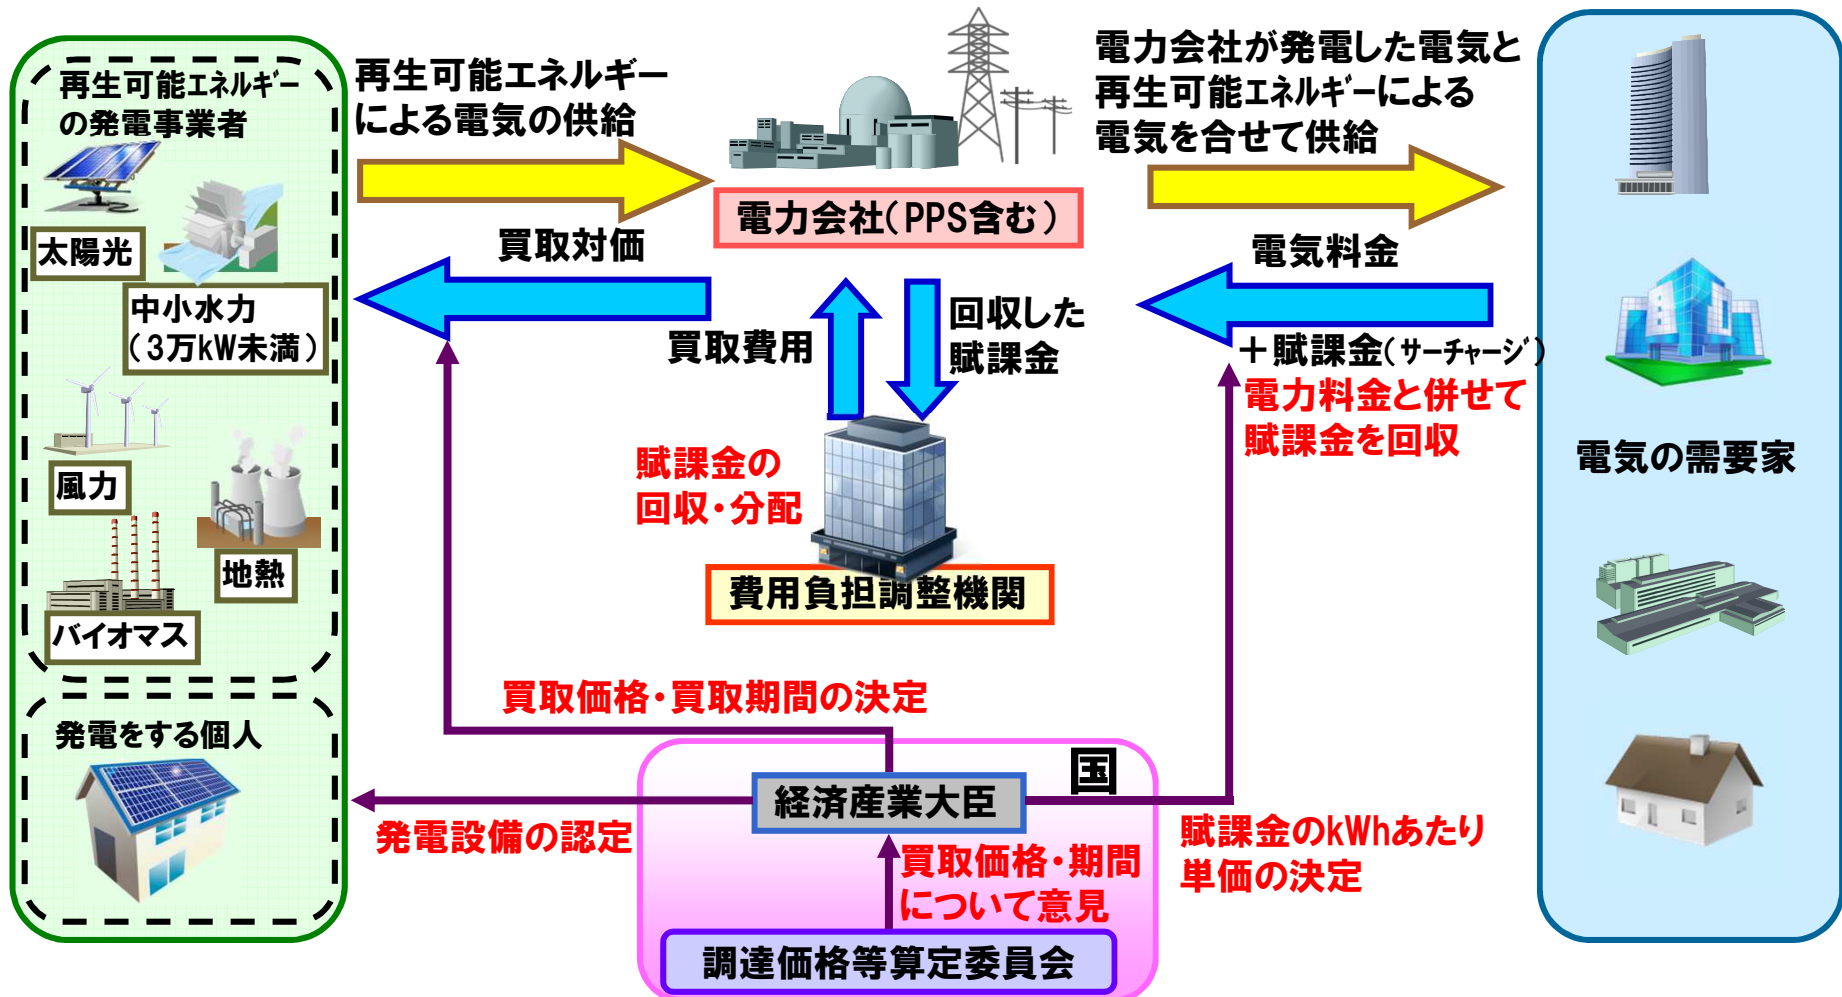 再生可能エネルギー
の発電事業者
太陽光
中小水力
(3万kW未満)
風力
地熱
バイオマス
発電をする個人
再生可能エネルギー
による電気の供給
買取対価
電力会社(PPS含む)
買取費用
回収した
賦課金
賦課金の
回収・分配
費用負担調整機関
電力会社が発電した電気と
再生可能エネルギーによる
電気を合せて供給
電気料金
+賦課金(サーチャージ)
電力料金と併せて
賦課金を回収
電気の需要家
買取価格・買取期間の決定
国
経済産業大臣
発電設備の認定
買取価格・期間
について意見
賦課金のkWhあたり
単価の決定
調達価格等算定委員会